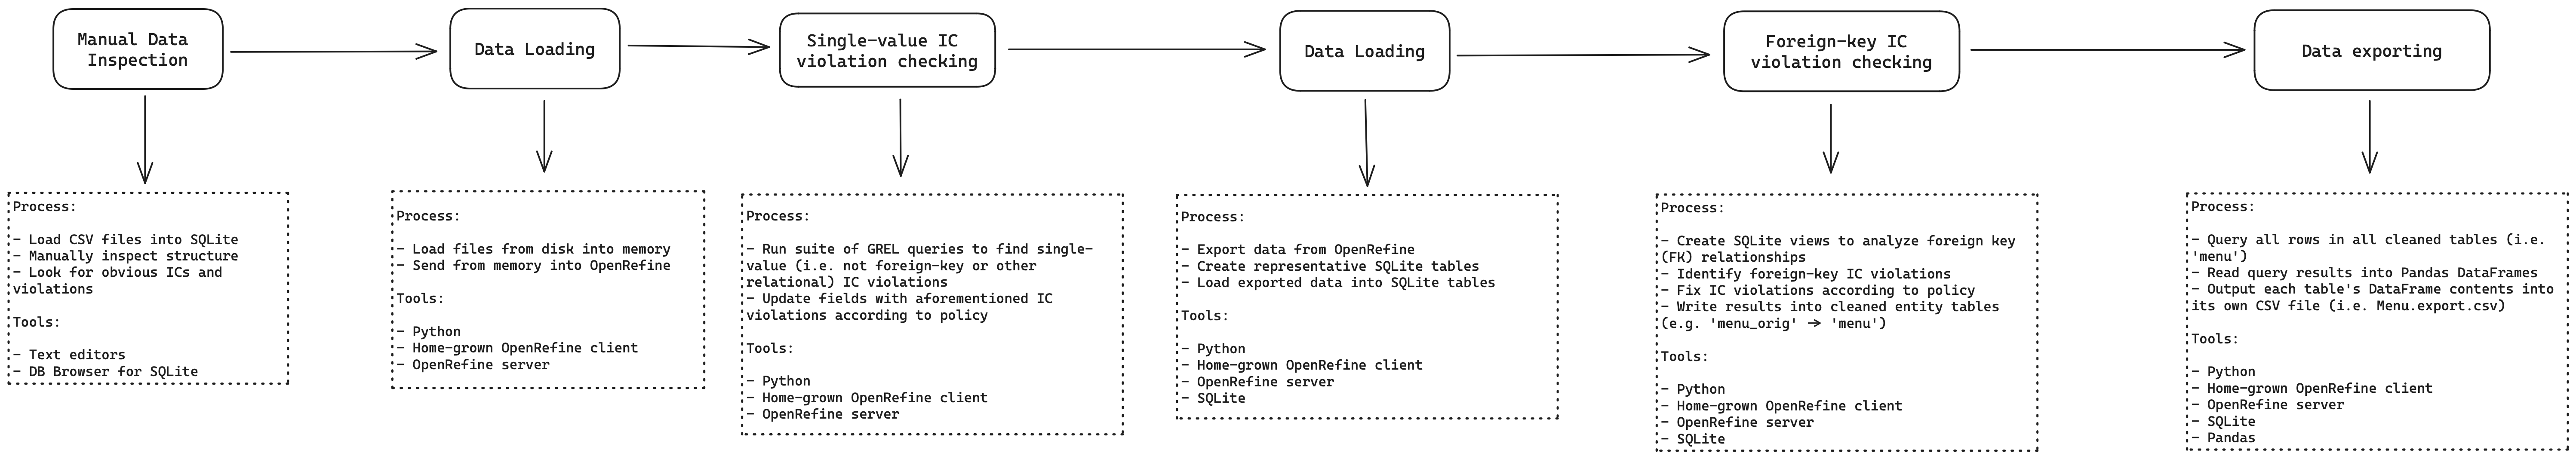 Manual Data
Inspection
Data Loading
Single-value IC
violation checking
Data Loading
Foreign-key IC
violation checking
Data exporting
Process:
- Load CSV files into SQLite
- Manually inspect structure
- Look for obvious ICs and
violations
Tools:
- Text editors
- DB Browser for SQLite
Process:
- Load files from disk into memory
- Send from memory into OpenRefine
Tools:
- Python
- Home-grown OpenRefine client
- OpenRefine server
Process:
- Run suite of GREL queries to find single-
value (i.e. not foreign-key or other
relational) IC violations
- Update fields with aforementioned IC
violations according to policy
Tools:
- Python
- Home-grown OpenRefine client
- OpenRefine server
Process:
- Export data from OpenRefine
- Create representative SQLite tables
- Load exported data into SQLite tables
Tools:
- Python
- Home-grown OpenRefine client
- OpenRefine server
- SQLite
Process:
- Create SQLite views to analyze foreign key
(FK) relationships
- Identify foreign-key IC violations
- Fix IC violations according to policy
- Write results into cleaned entity tables
(e.g. 'menu_orig' → 'menu')
Tools:
- Python
- Home-grown OpenRefine client
- OpenRefine server
- SQLite
Process:
- Query all rows in all cleaned tables (i.e.
'menu')
- Read query results into Pandas DataFrames
- Output each table's DataFrame contents into
its own CSV file (i.e. Menu.export.csv)
Tools:
- Python
- Home-grown OpenRefine client
- OpenRefine server
- SQLite
- Pandas